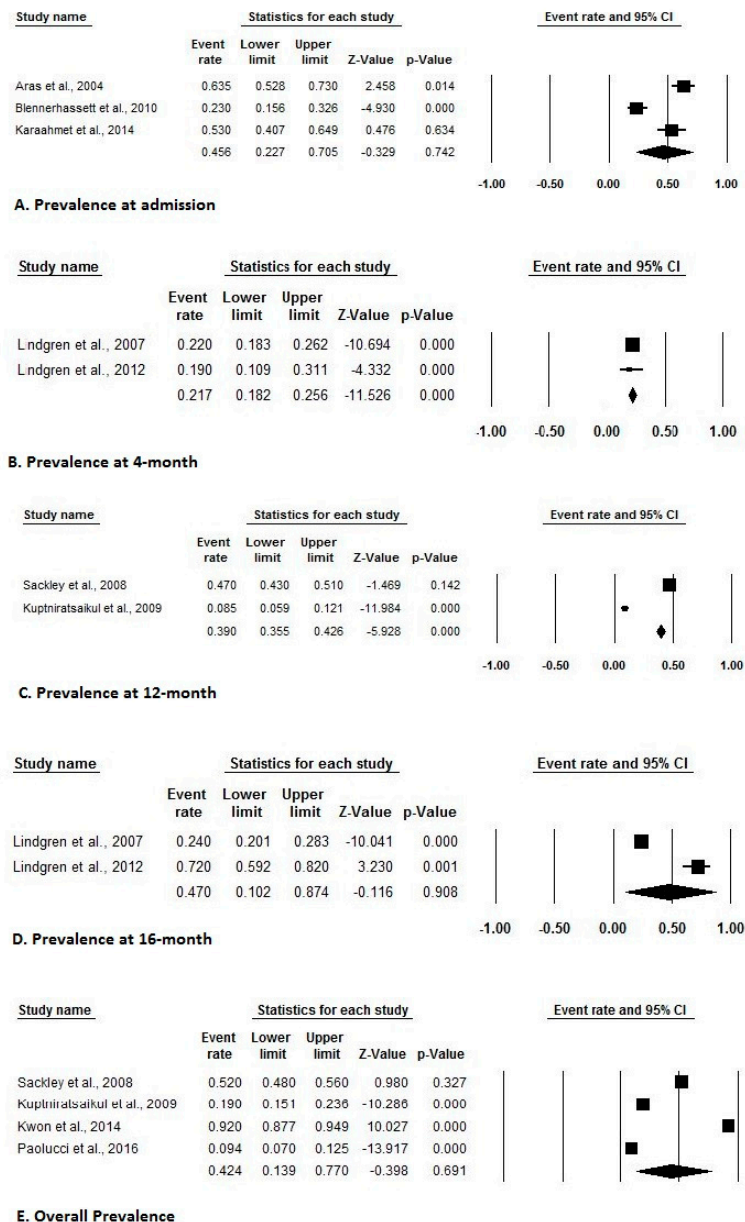 Study name Statistics for each study Event rate and 95% CI
Event Lower Upper
rate limit limit Z-Value p-Value
Aras et al., 2004 0.635 0.528 0.730 2.458 0.014
Blennerhassett et al., 2010 0.230 0.156 0.326 -4.930 0.000
Karaahmet et al., 2014 0.530 0.407 0.649 0.476 0.634
0.456 0.227 0.705 -0.329 0.742
-1.00 -0.50 0.00 0.50 1.00
A. Prevalence at admission
Study name Statistics for each study Event rate and 95% CI
Event Lower Upper
rate limit limit Z-Value p-Value
Lindgren et al., 2007 0.220 0.183 0.262 -10.694 0.000
Lindgren et al., 2012 0.190 0.109 0.311 -4.332 0.000
0.217 0.182 0.256 -11.526 0.000
-1.00 -0.50 0.00 0.50 1.00
B. Prevalence at 4-month
Study name Statistics for each study Event rate and 95% CI
Event Lower Upper
rate limit limit Z-Value p-Value
Sackley et al., 2008 0.470 0.430 0.510 -1.469 0.142
Kuptniratsaikul et al., 2009 0.085 0.059 0.121 -11.984 0.000
0.390 0.355 0.426 -5.928 0.000
-1.00 -0.50 0.00 0.50 1.00
C. Prevalence at 12-month
Study name Statistics for each study Event rate and 95% CI
Event Lower Upper
rate limit limit Z-Value p-Value
Lindgren et al., 2007 0.240 0.201 0.283 -10.041 0.000
Lindgren et al., 2012 0.720 0.592 0.820 3.230 0.001
0.470 0.102 0.874 -0.116 0.908
-1.00 -0.50 0.00 0.50 1.00
D. Prevalence at 16-month
Study name Statistics for each study Event rate and 95% CI
Event Lower Upper
rate limit limit Z-Value p-Value
Sackley et al., 2008 0.520 0.480 0.560 0.980 0.327
Kuptniratsaikul et al., 2009 0.190 0.151 0.236 -10.286 0.000
Kwon et al., 2014 0.920 0.877 0.949 10.027 0.000
Paolucci et al., 2016 0.094 0.070 0.125 -13.917 0.000
0.424 0.139 0.770 -0.398 0.691
E. Overall Prevalence